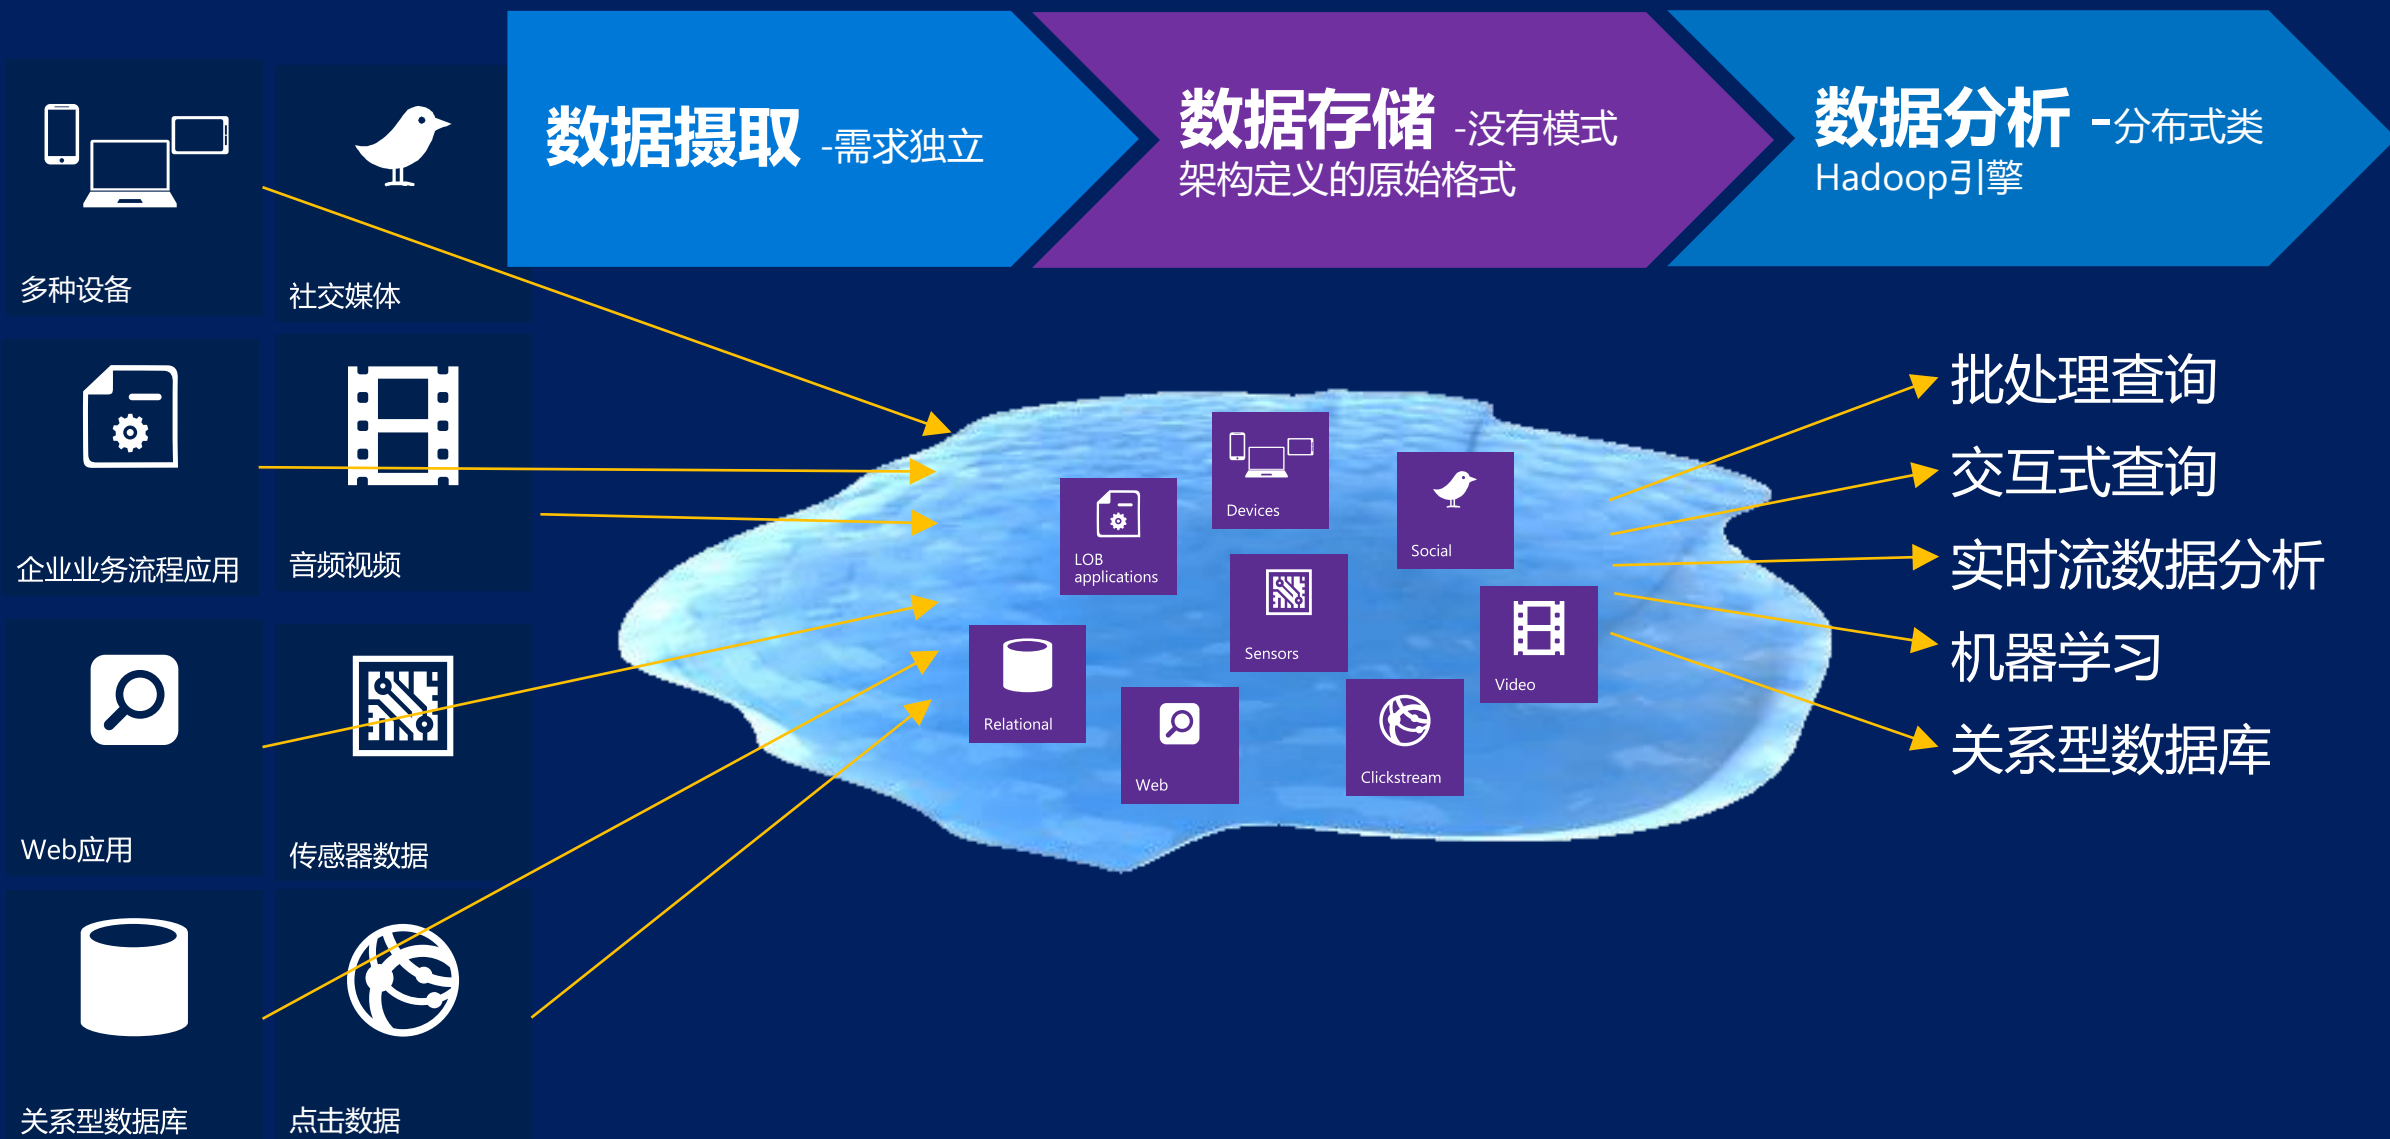 数据摄取 -需求独立
数据存储 -没有模式
架构定义的原始格式
数据分析 -分布式类
Hadoop引擎
多种设备
社交媒体
企业业务流程应用
音频视频
Web应用
传感器数据
关系型数据库
点击数据
Devices
Social
LOB
applications
Sensors
Video
Relational
Web
Clickstream
批处理查询
交互式查询
实时流数据分析
机器学习
关系型数据库